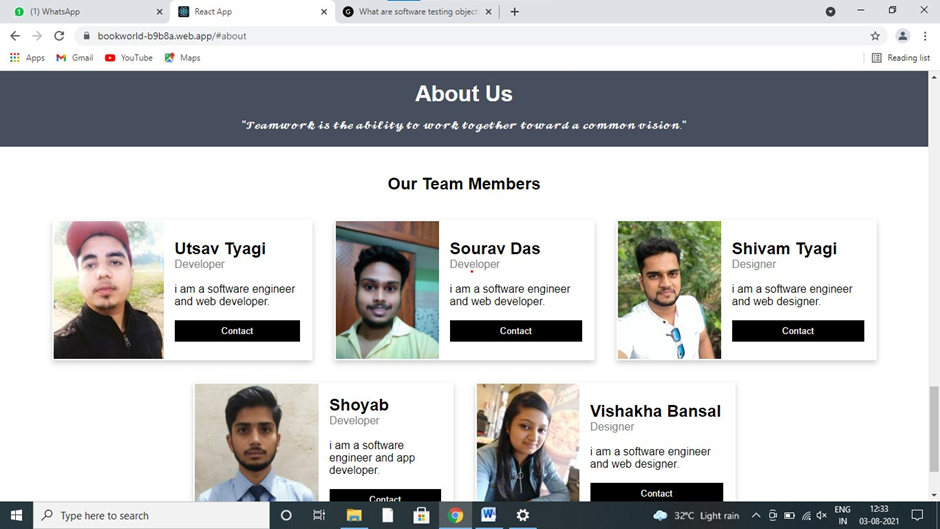 (1) WhatsApp
React App
What are software testing object
bookworld-b9b8a.web.app/#about
Apps
Gmail
YouTube
Maps
Reading list
About Us
"Teamwork is the ability to work together toward a common vision."
Our Team Members
Utsav Tyagi
Developer
i am a software engineer
and web developer.
Contact
Sourav Das
Developer
i am a software engineer
and web developer.
Contact
Shivam Tyagi
Designer
i am a software engineer
and web designer.
Contact
Shoyab
Developer
i am a software
engineer and app
developer.
Contact
Vishakha Bansal
Designer
i am a software engineer
and web designer.
Contact
Type here to search
32°C Light rain
ENG
IN
12:33
03-08-2021